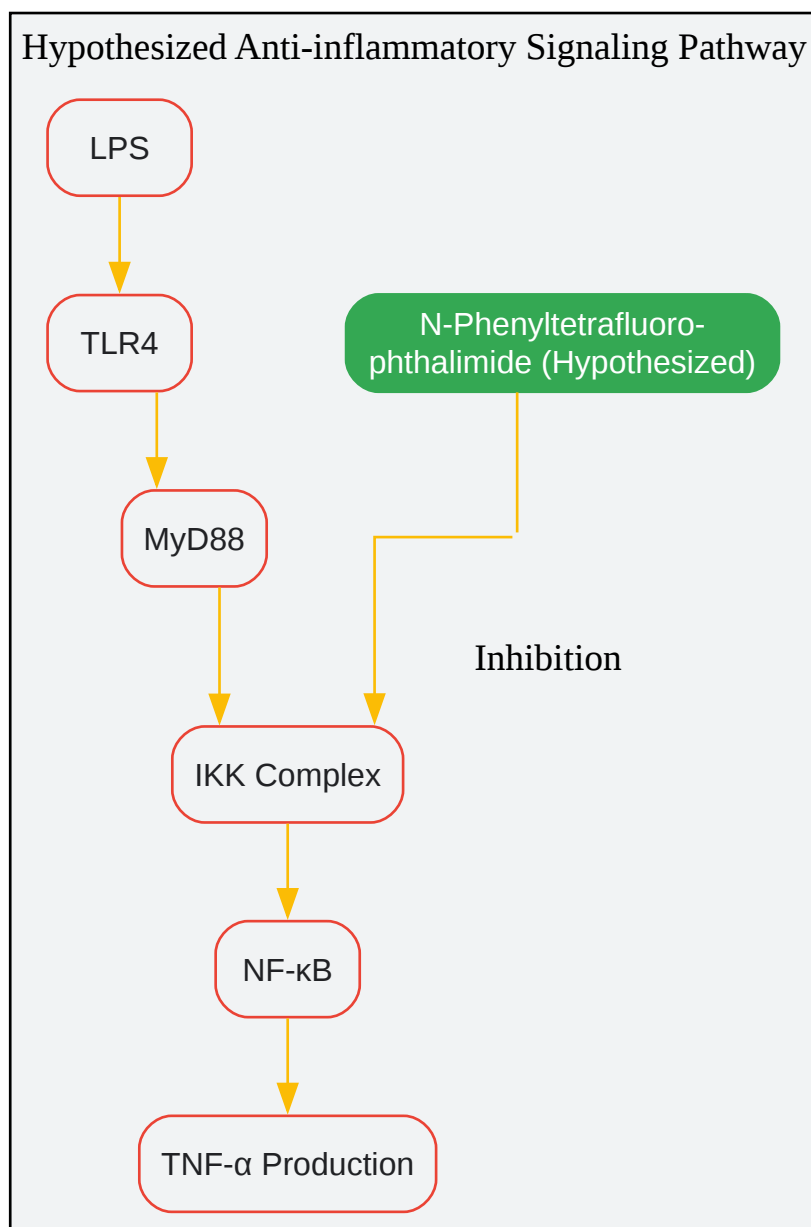 Hypothesized Anti-inflammatory Signaling Pathway
LPS
TLR4
N-Phenyltetrafluoro-
phthalimide (Hypothesized)
MyD88
Inhibition
IKK Complex
NF-κB
TNF-α Production